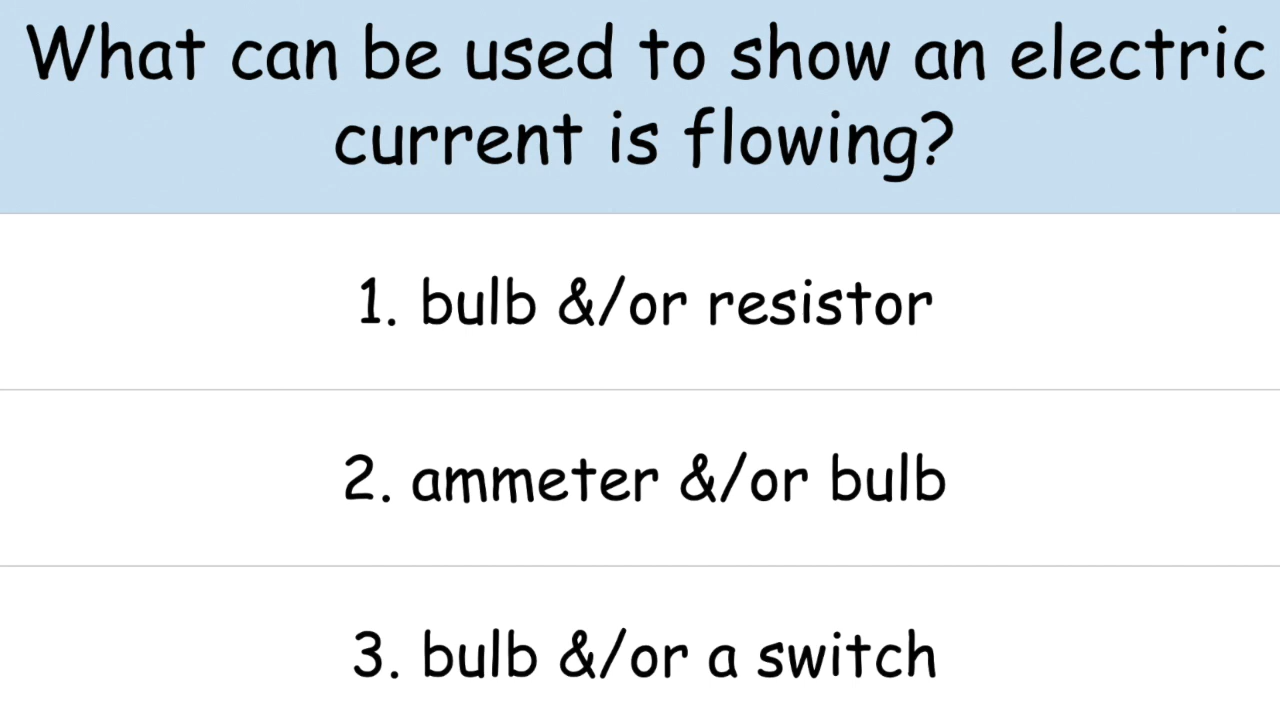 What can be used to show an electric
current is flowing?
1. bulb &/or resistor
2. ammeter &/or bulb
3. bulb &/or a switch